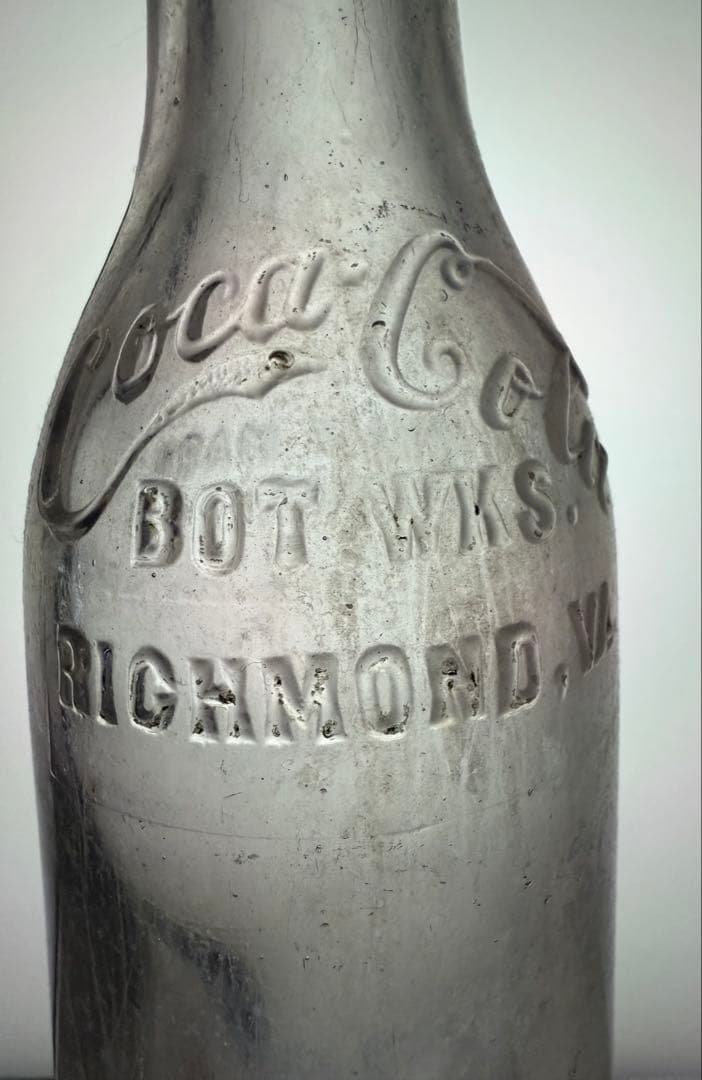 Coca-Cola
BOT WKS.
RICHMOND, VA